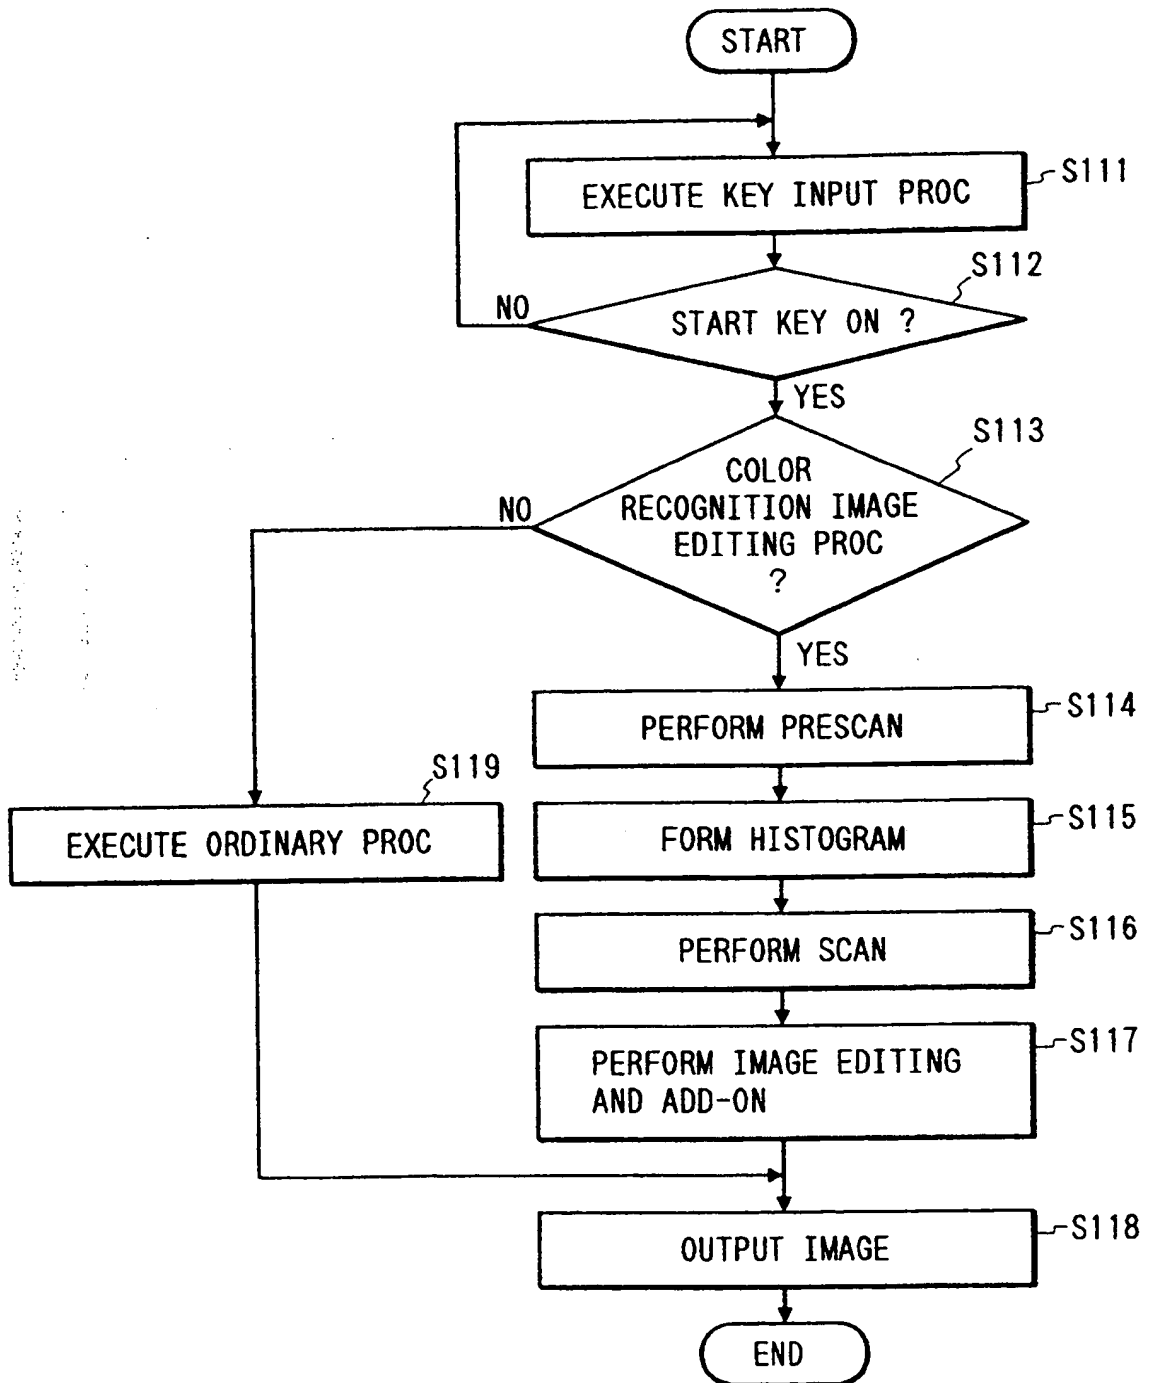 START
EXECUTE KEY INPUT PROC
S111
S112
NO
START KEY ON ?
YES
S113
NO
COLOR
RECOGNITION IMAGE
EDITING PROC
?
YES
PERFORM PRESCAN
S114
S119
EXECUTE ORDINARY PROC
FORM HISTOGRAM
S115
PERFORM SCAN
S116
PERFORM IMAGE EDITING
AND ADD-ON
S117
OUTPUT IMAGE
S118
END